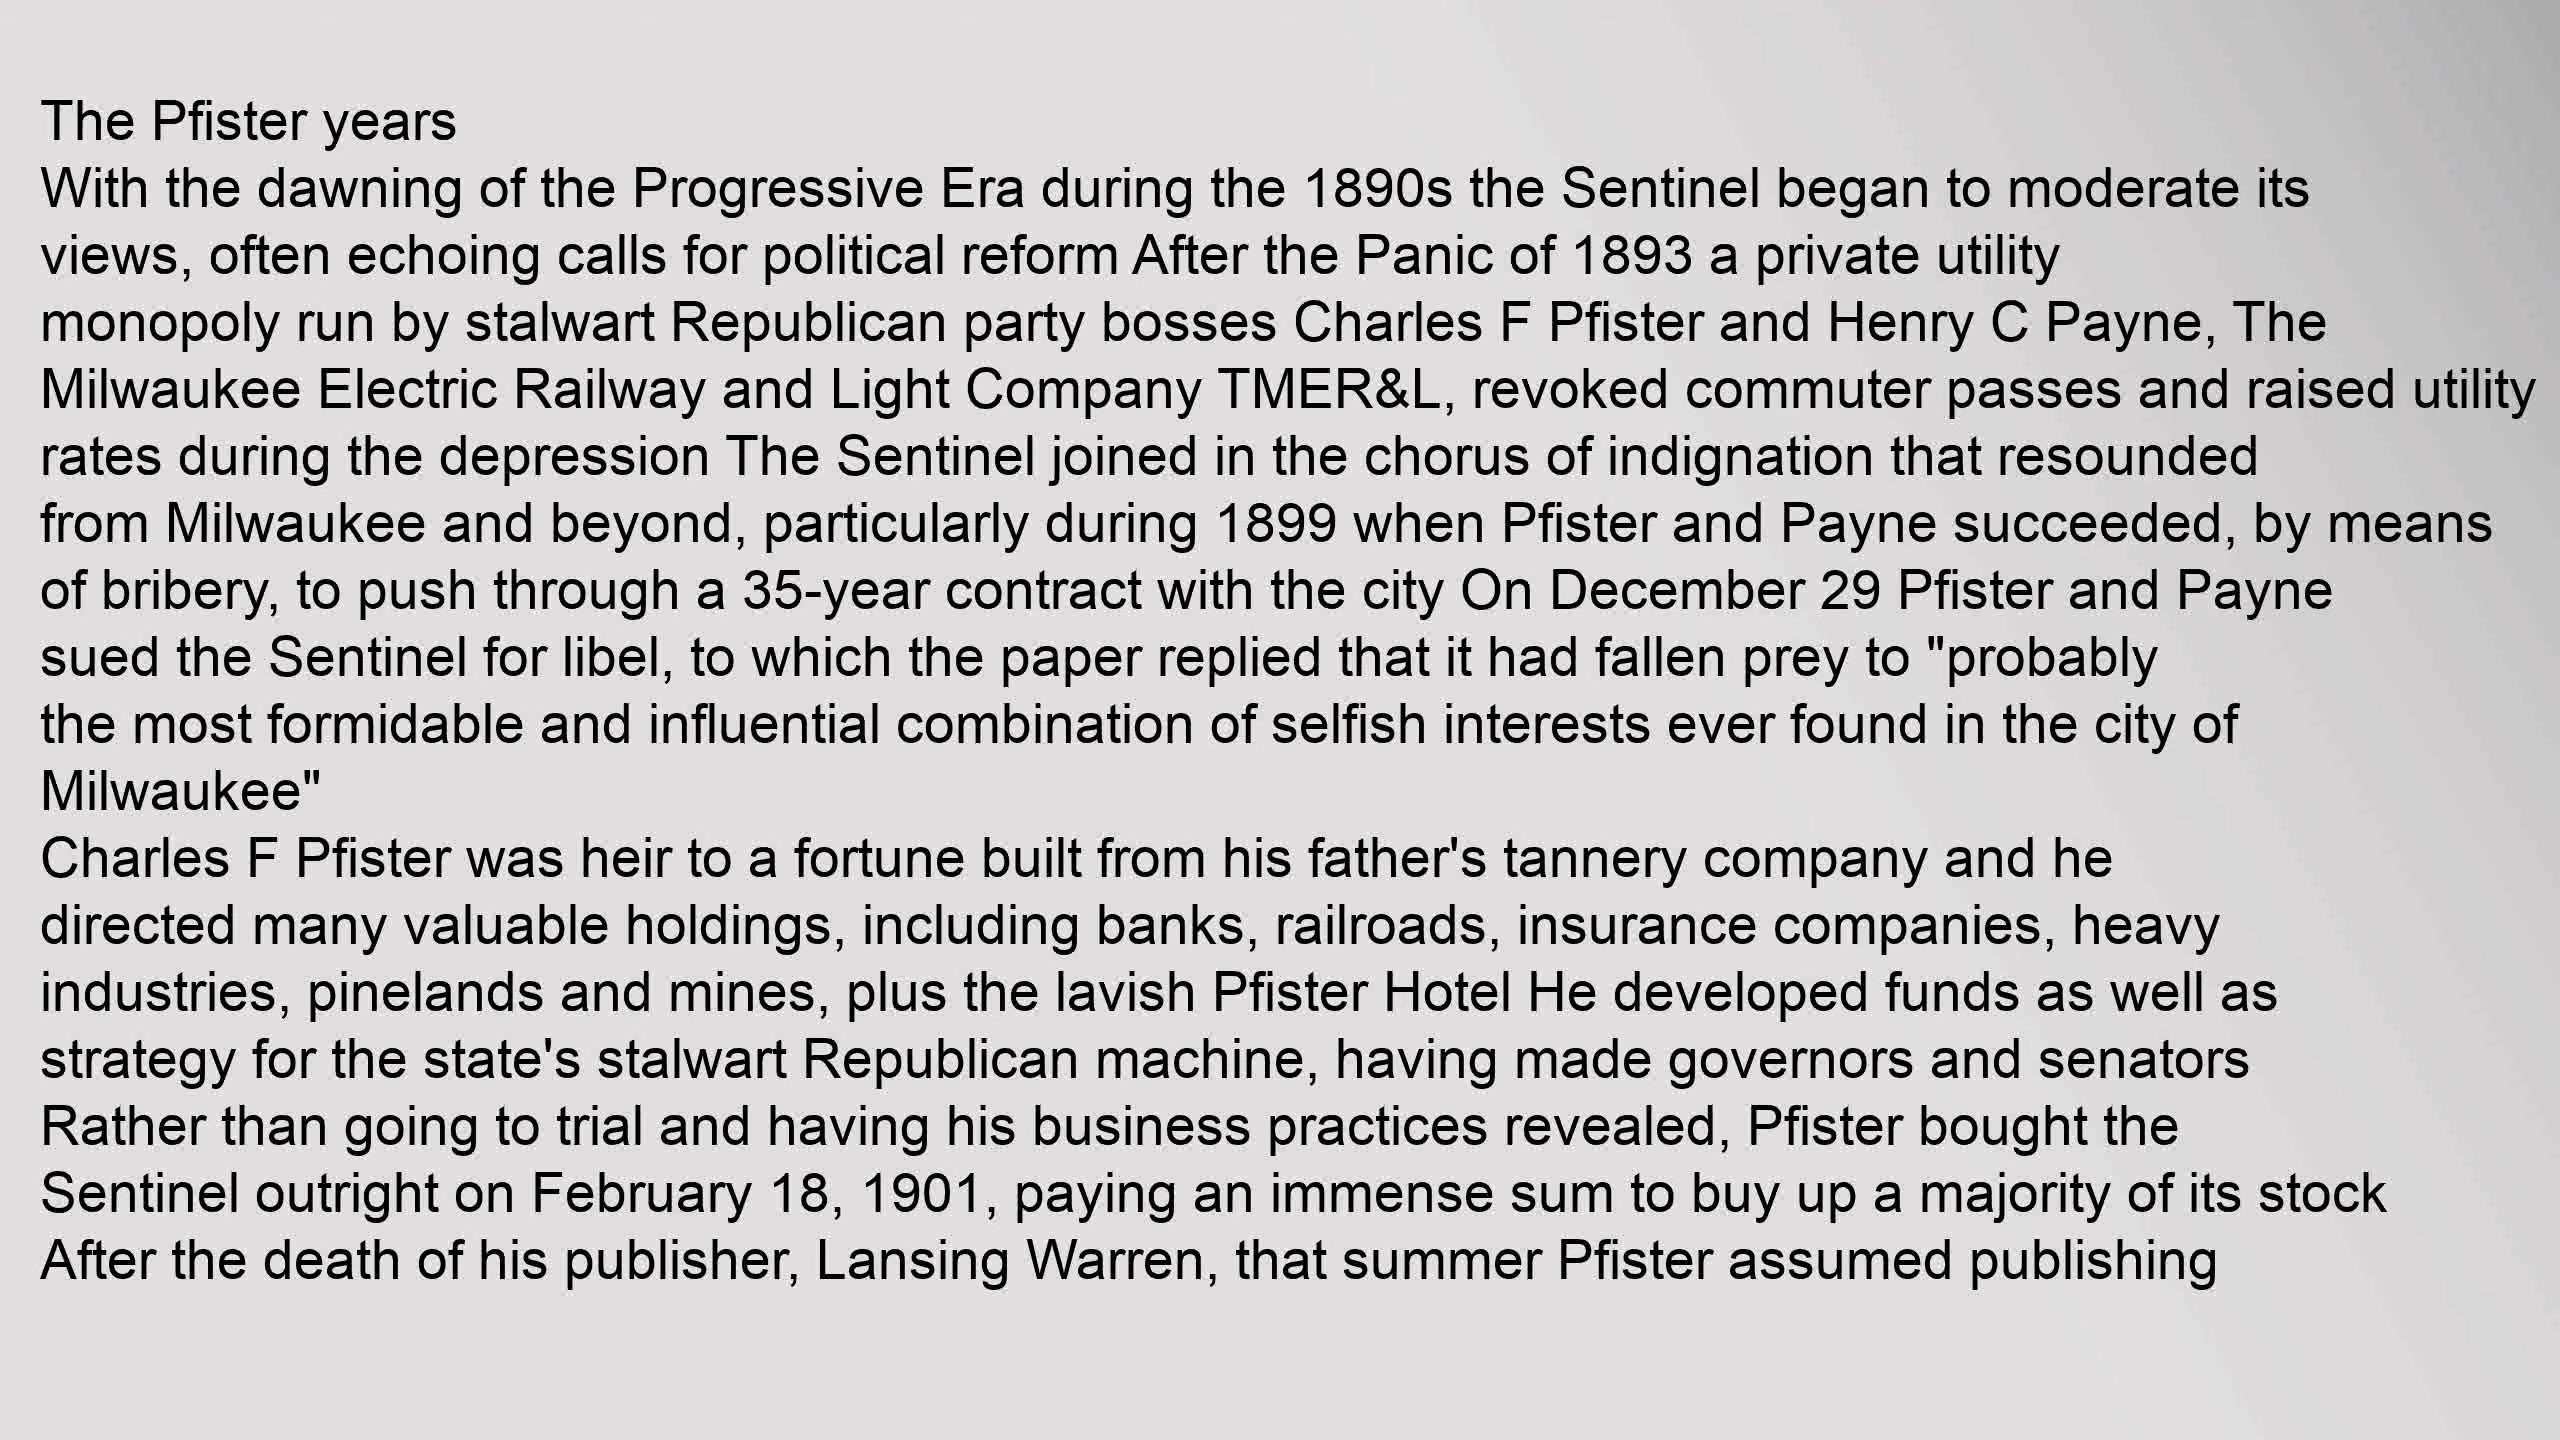 The Pfister years
With the dawning of the Progressive Era during the 1890s the Sentinel began to moderate its
views, often echoing calls for political reform After the Panic of 1893 a private utility
monopoly run by stalwart Republican party bosses Charles F Pfister and Henry C Payne, The
Milwaukee Electric Railway and Light Company TMER&L, revoked commuter passes and raised utility
rates during the depression The Sentinel joined in the chorus of indignation that resounded
from Milwaukee and beyond, particularly during 1899 when Pfister and Payne succeeded, by means
of bribery, to push through a 35-year contract with the city On December 29 Pfister and Payne
sued the Sentinel for libel, to which the paper replied that it had fallen prey to "probably
the most formidable and influential combination of selfish interests ever found in the city of
Milwaukee"
Charles F Pfister was heir to a fortune built from his father's tannery company and he
directed many valuable holdings, including banks, railroads, insurance companies, heavy
industries, pinelands and mines, plus the lavish Pfister Hotel He developed funds as well as
strategy for the state's stalwart Republican machine, having made governors and senators
Rather than going to trial and having his business practices revealed, Pfister bought the
Sentinel outright on February 18, 1901, paying an immense sum to buy up a majority of its stock
After the death of his publisher, Lansing Warren, that summer Pfister assumed publishing